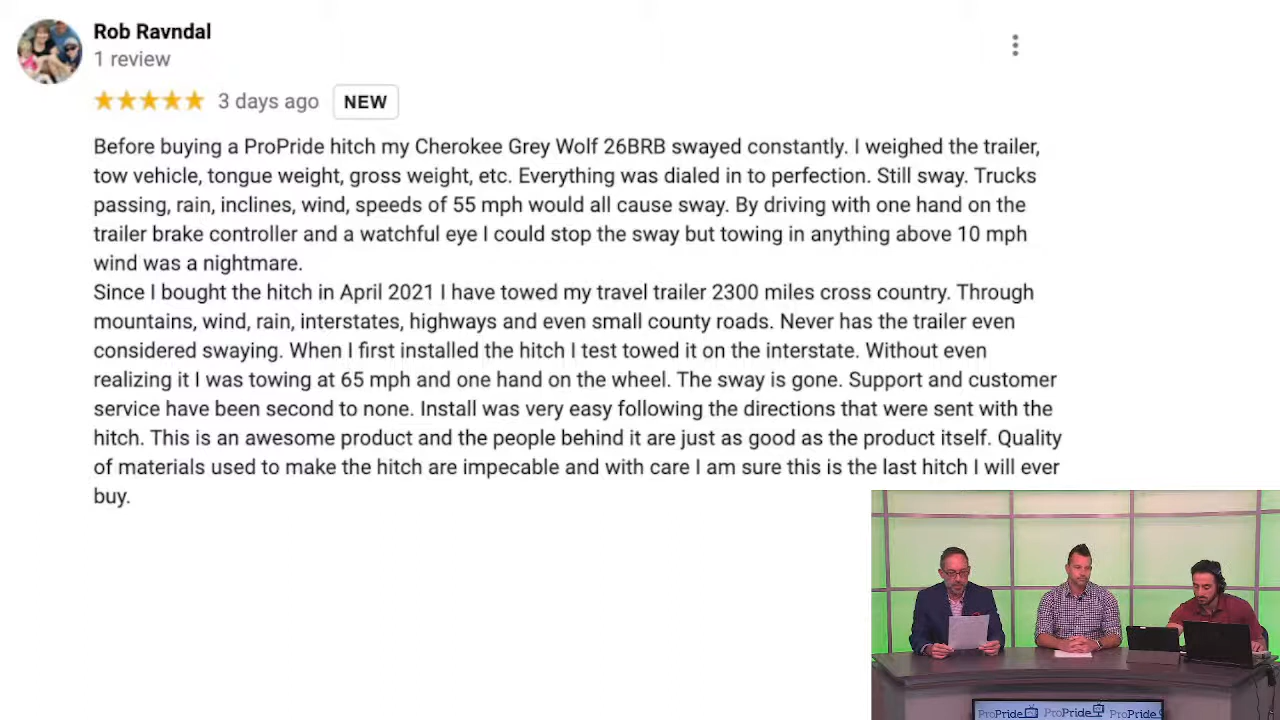 Rob Ravndal
1 review
3 days ago NEW
Before buying a ProPride hitch my Cherokee Grey Wolf 26BRB swayed constantly. I weighed the trailer,
tow vehicle, tongue weight, gross weight, etc. Everything was dialed in to perfection. Still sway. Trucks
passing, rain, inclines, wind, speeds of 55 mph would all cause sway. By driving with one hand on the
trailer brake controller and a watchful eye I could stop the sway but towing in anything above 10 mph
wind was a nightmare.
Since I bought the hitch in April 2021 I have towed my travel trailer 2300 miles cross country. Through
mountains, wind, rain, interstates, highways and even small county roads. Never has the trailer even
considered swaying. When I first installed the hitch I test towed it on the interstate. Without even
realizing it I was towing at 65 mph and one hand on the wheel. The sway is gone. Support and customer
service have been second to none. Install was very easy following the directions that were sent with the
hitch. This is an awesome product and the people behind it are just as good as the product itself. Quality
of materials used to make the hitch are impecable and with care I am sure this is the last hitch I will ever
buy.
ProPride ProPride ProPride